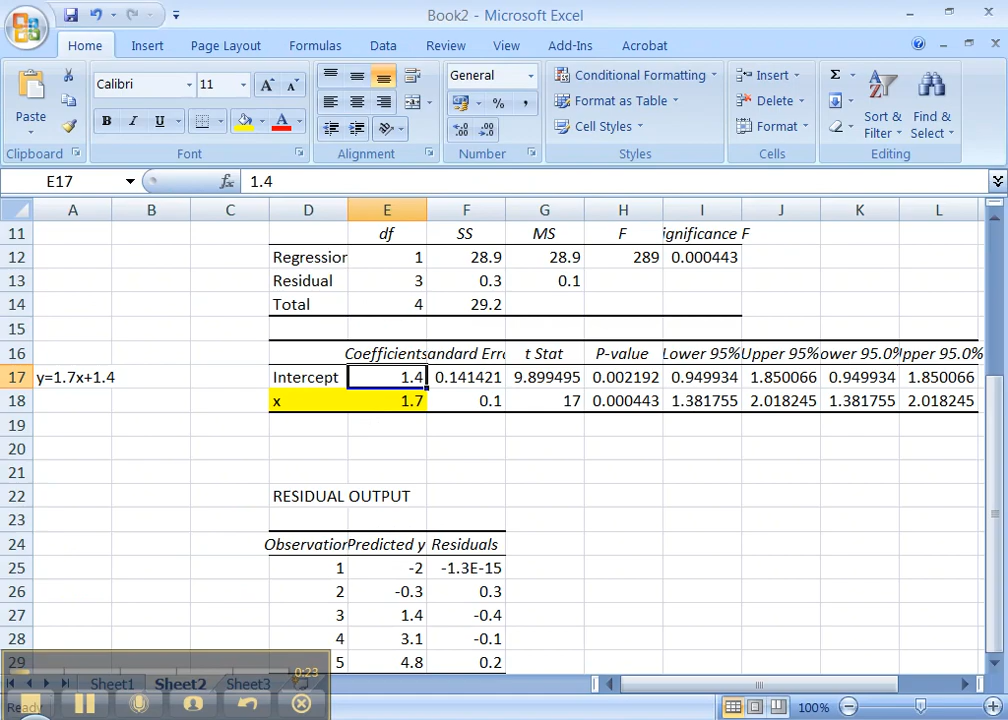 Book2 - Microsoft Excel
Home Insert Page Layout Formulas Data Review View Add-Ins Acrobat
Paste
Calibri 11
B I U A
General
$ % ,
Conditional Formatting
Format as Table
Cell Styles
Insert
Delete
Format
Σ
Sort & Filter
Find & Select
Clipboard Font Alignment Number Styles Cells Editing
E17 fx 1.4
A B C D E F G H I J K L
11 df SS MS F ignificance F
12 Regression 1 28.9 28.9 289 0.000443
13 Residual 3 0.3 0.1
14 Total 4 29.2
15
16 Coefficients andard Erro t Stat P-value Lower 95% Upper 95% ower 95.0% Upper 95.0%
17 y=1.7x+1.4 Intercept 1.4 0.141421 9.899495 0.002192 0.949934 1.850066 0.949934 1.850066
18 x 1.7 0.1 17 0.000443 1.381755 2.018245 1.381755 2.018245
19
20
21
22 RESIDUAL OUTPUT
23
24 Observation Predicted y Residuals
25 1 -2 -1.3E-15
26 2 -0.3 0.3
27 3 1.4 -0.4
28 4 3.1 -0.1
29 5 4.8 0.2
0:23
Sheet1 Sheet2 Sheet3
Ready 100%